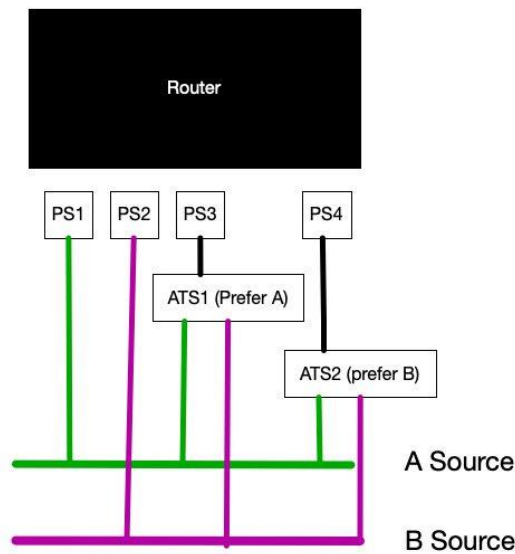 Router
PS1 PS2 PS3 PS4
ATS1 (Prefer A)
ATS2 (prefer B)
A Source
B Source